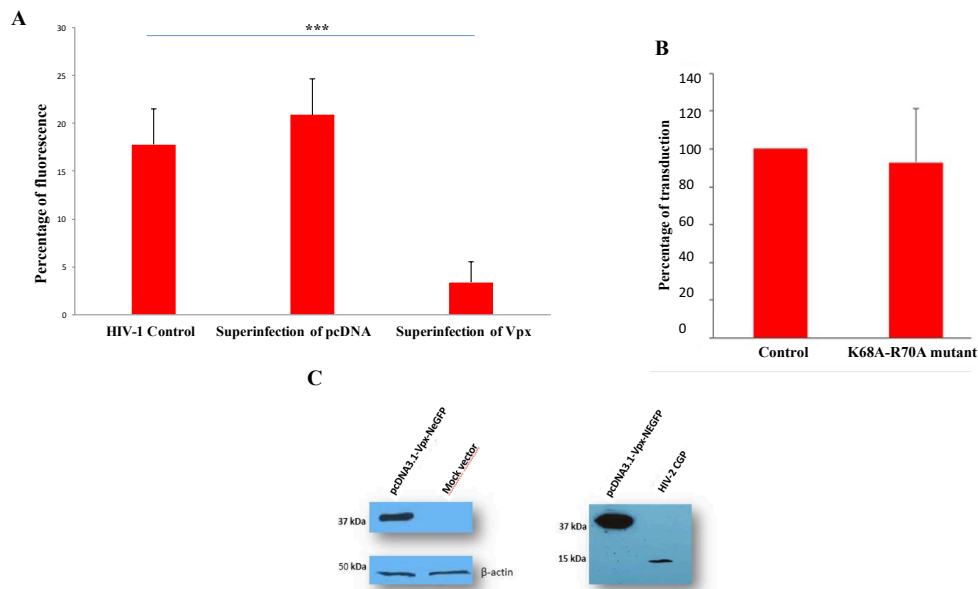 A
***
30
25
20
15
10
5
0
Percentage of fluorescence
HIV-1 Control
Superinfection of pcDNA
Superinfection of Vpx
B
140
120
100
80
60
40
20
0
Percentage of transduction
Control
K68A-R70A mutant
C
pcDNA3.1-Vpx-NeGFP
Mock vector
37 kDa
50 kDa
β-actin
pcDNA3.1-Vpx-NEGFP
HIV-2 CGP
37 kDa
15 kDa